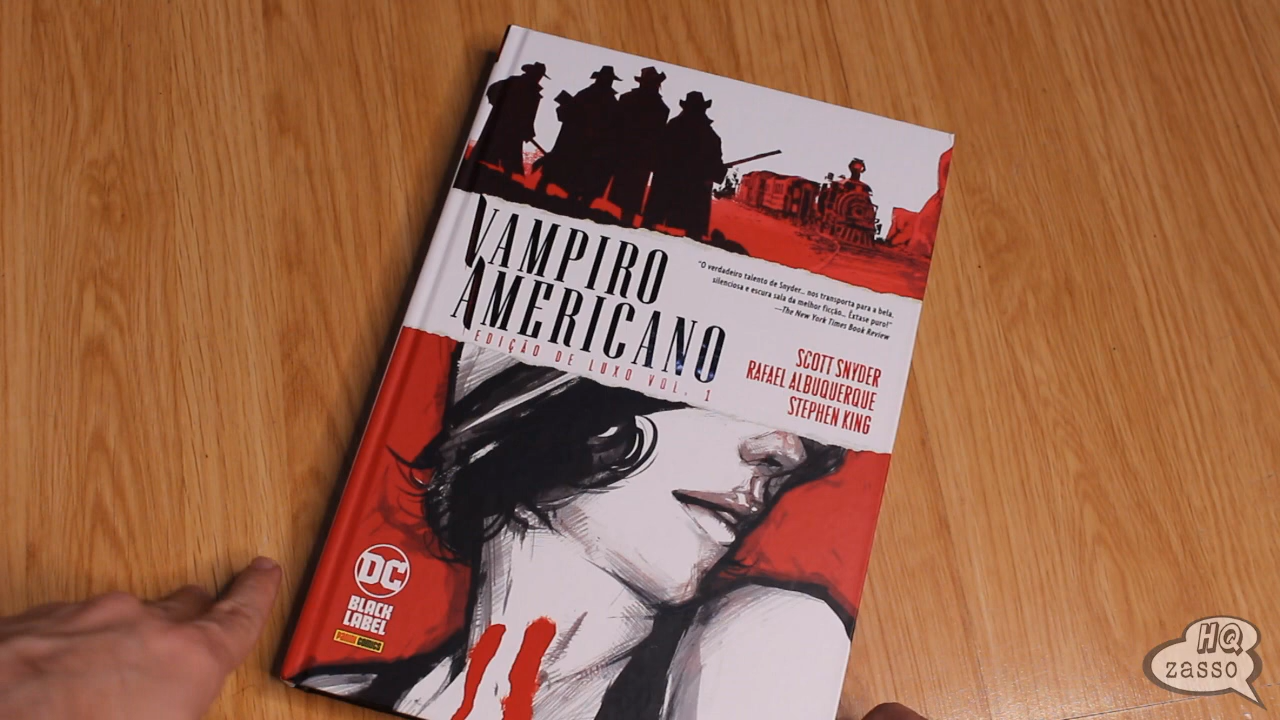 VAMPIRO
AMERICANO
EDIÇÃO DE LUXO VOL. 1
"O verdadeiro talento de Snyder... nos transporta para a bela,
silenciosa e escura sala da melhor ficção... Êxtase puro!"
—The New York Times Book Review
SCOTT SNYDER
RAFAEL ALBUQUERQUE
STEPHEN KING
DC
BLACK
LABEL
PANINI COMICS
HQ
zasso